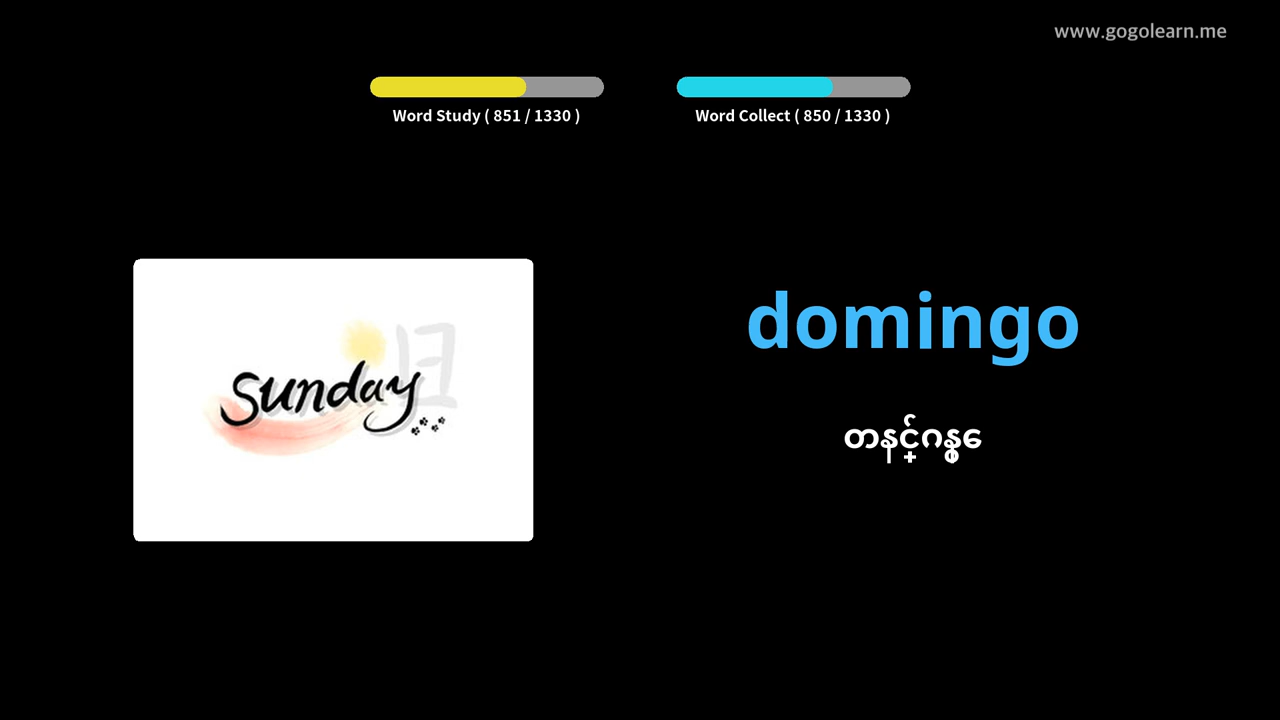 www.gogolearn.me
Word Study ( 851 / 1330 )
Word Collect ( 850 / 1330 )
Sunday
domingo
တနင်္ဂနွေ